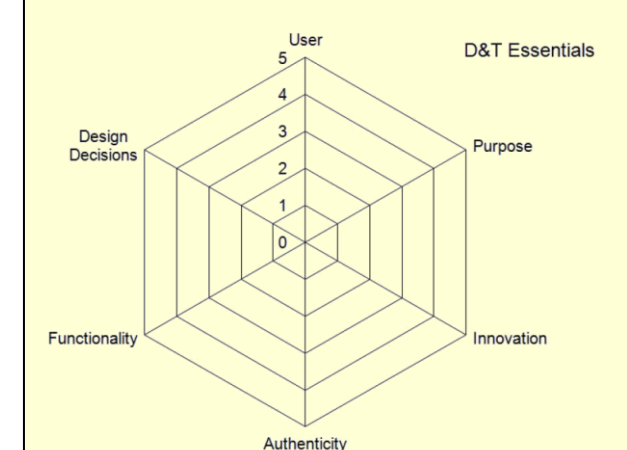 User
D&T Essentials
5
4
3
2
1
0
Design
Decisions
Purpose
Functionality
Innovation
Authenticity